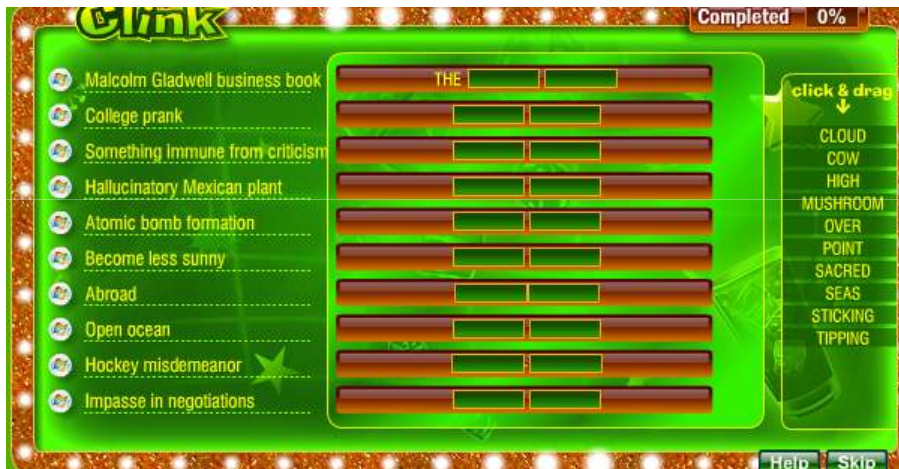 Clink
Completed 0%
Malcolm Gladwell business book
THE
College prank
Something immune from criticism
Hallucinatory Mexican plant
Atomic bomb formation
Become less sunny
Abroad
Open ocean
Hockey misdemeanor
Impasse in negotiations
click & drag
CLOUD
COW
HIGH
MUSHROOM
OVER
POINT
SACRED
SEAS
STICKING
TIPPING
Help Skip